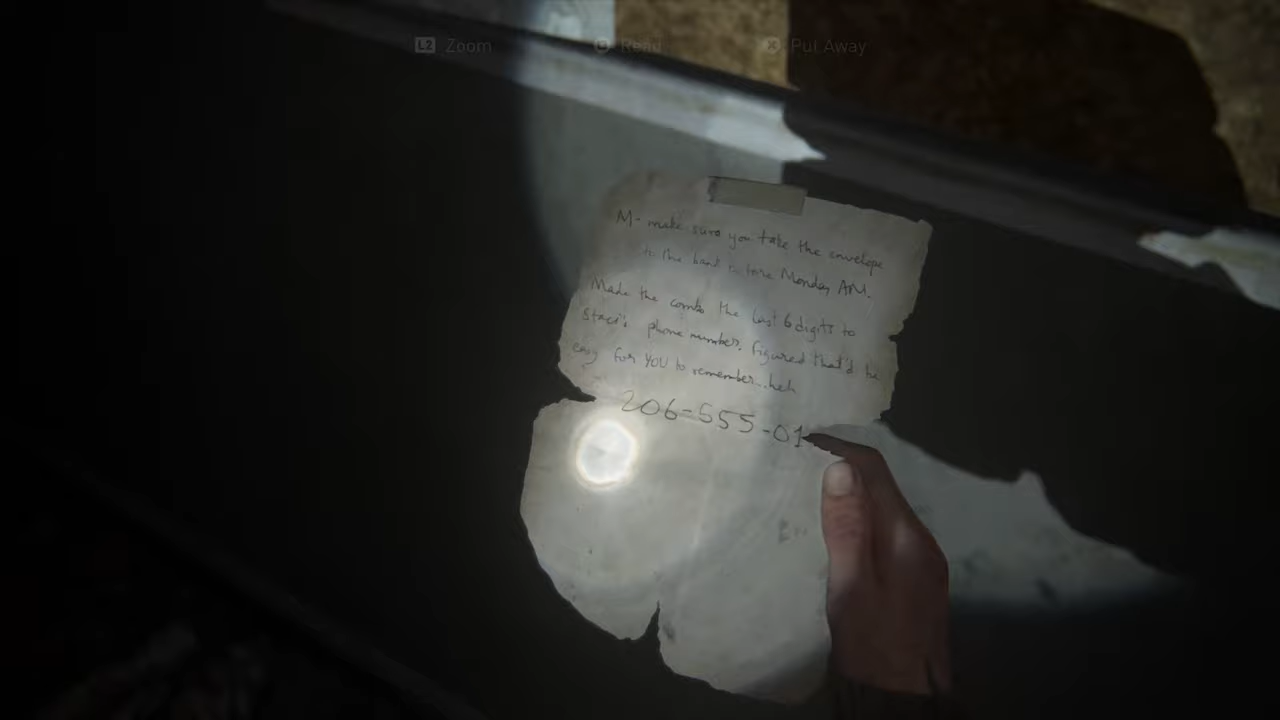 L2 Zoom Read Put Away
M- make sure you take the envelope
to the bank before Monday AM.
Made the combo the last 6 digits to
Staci's phone number. Figured that'd be
easy for YOU to remember...heh
206-555-01